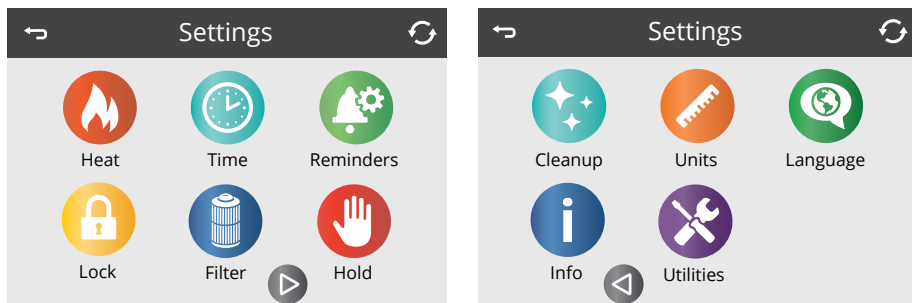 Settings
Heat Time Reminders
Lock Filter Hold
Settings
Cleanup Units Language
Info Utilities